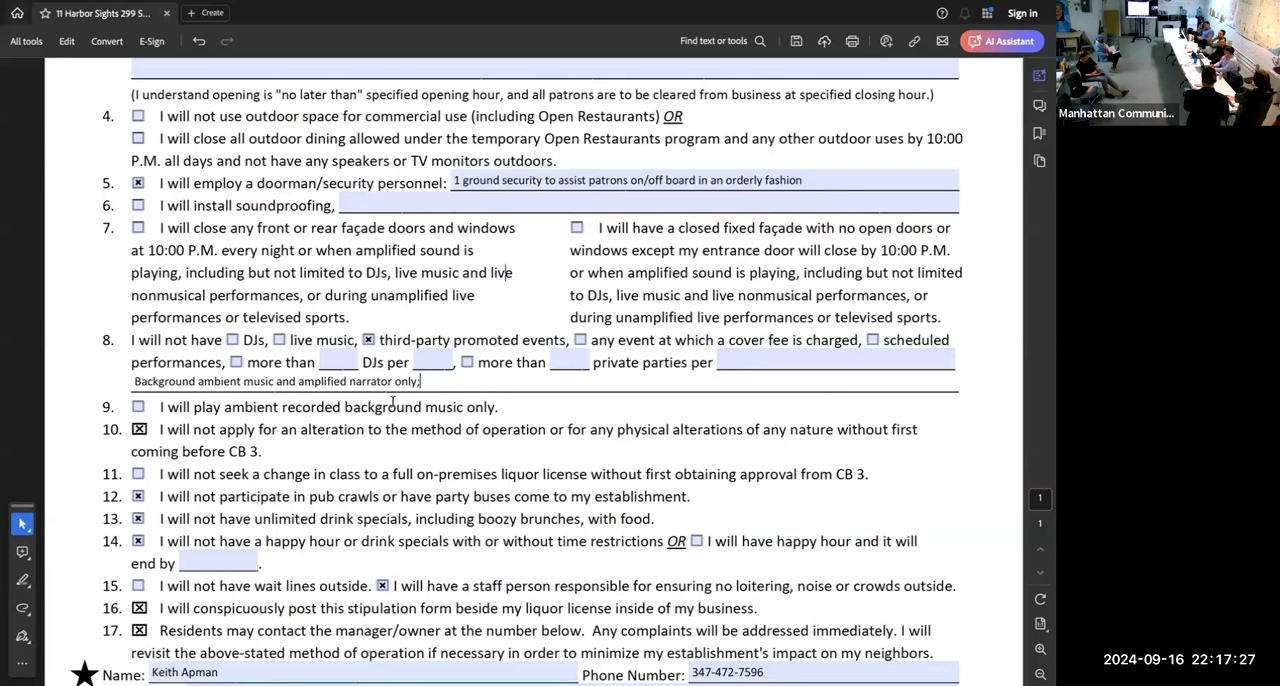 11 Harbor Sights 299 S...
Create
Sign in
All tools Edit Convert E-Sign
Find text or tools
AI Assistant
Manhattan Communi...
(I understand opening is "no later than" specified opening hour, and all patrons are to be cleared from business at specified closing hour.)
4. I will not use outdoor space for commercial use (including Open Restaurants) OR
I will close all outdoor dining allowed under the temporary Open Restaurants program and any other outdoor uses by 10:00
P.M. all days and not have any speakers or TV monitors outdoors.
5. I will employ a doorman/security personnel: 1 ground security to assist patrons on/off board in an orderly fashion
6. I will install soundproofing,
7. I will close any front or rear façade doors and windows
at 10:00 P.M. every night or when amplified sound is
playing, including but not limited to DJs, live music and live
nonmusical performances, or during unamplified live
performances or televised sports.
I will have a closed fixed façade with no open doors or
windows except my entrance door will close by 10:00 P.M.
or when amplified sound is playing, including but not limited
to DJs, live music and live nonmusical performances, or
during unamplified live performances or televised sports.
8. I will not have DJs, live music, third-party promoted events, any event at which a cover fee is charged, scheduled
performances, more than DJs per , more than private parties per
Background ambient music and amplified narrator only;
9. I will play ambient recorded background music only.
10. I will not apply for an alteration to the method of operation or for any physical alterations of any nature without first
coming before CB 3.
11. I will not seek a change in class to a full on-premises liquor license without first obtaining approval from CB 3.
12. I will not participate in pub crawls or have party buses come to my establishment.
13. I will not have unlimited drink specials, including boozy brunches, with food.
14. I will not have a happy hour or drink specials with or without time restrictions OR I will have happy hour and it will
end by .
15. I will not have wait lines outside. I will have a staff person responsible for ensuring no loitering, noise or crowds outside.
16. I will conspicuously post this stipulation form beside my liquor license inside of my business.
17. Residents may contact the manager/owner at the number below. Any complaints will be addressed immediately. I will
revisit the above-stated method of operation if necessary in order to minimize my establishment's impact on my neighbors.
Name: Keith Apman Phone Number: 347-472-7596
1
1
2024-09-16 22:17:27